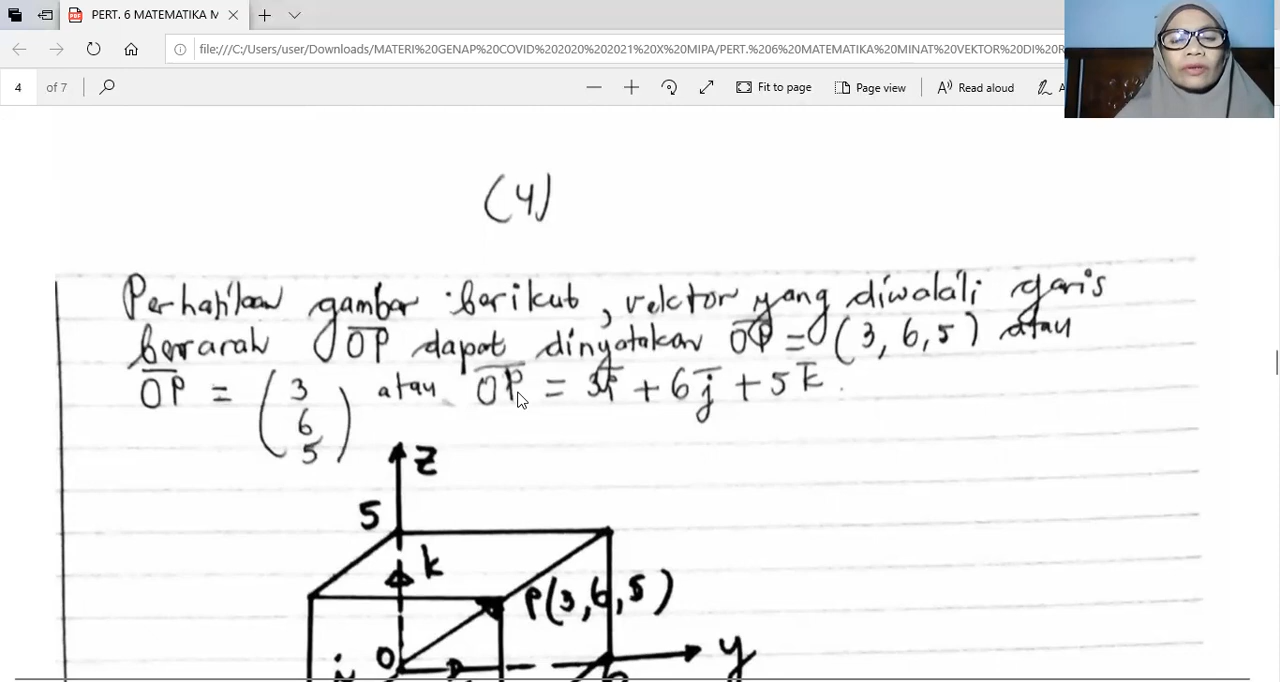 PERT. 6 MATEMATIKA M
file:///C:/Users/user/Downloads/MATERI%20GENAP%20COVID%202020%202021%20X%20MIPA/PERT.%206%20MATEMATIKA%20MINAT%20VEKTOR%20DI%20R
4 of 7
Fit to page
Page view
Read aloud
(4)
Perhatikan gambar berikut, vektor yang diwakili garis
berarah OP dapat dinyatakan OP = (3, 6, 5) atau
OP = (3 6 5) atau OP = 3i + 6j + 5k.
z
5
k
P(3,6,5)
O
y
i